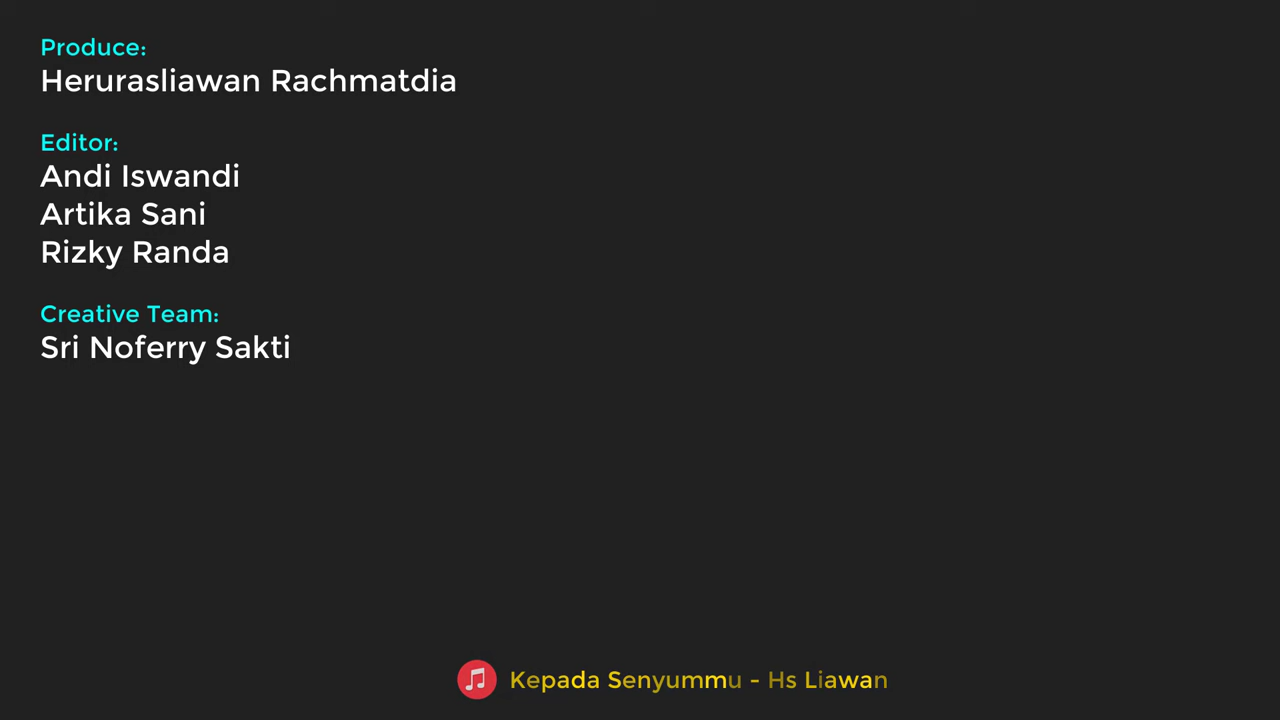 Produce:
Herurasliawan Rachmatdia
Editor:
Andi Iswandi
Artika Sani
Rizky Randa
Creative Team:
Sri Noferry Sakti
Kepada Senyummu - Hs Liawan